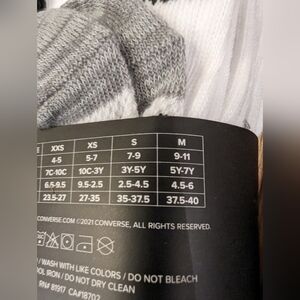 E XXS XS S M
4-5 5-7 7-9 9-11
7C-10C 10C-3Y 3Y-5Y 5Y-7Y
6.5-9.5 9.5-2.5 2.5-4.5 4.5-6
23.5-27 27-35 35-37.5 37.5-40
CONVERSE.COM ©2021 CONVERSE, ALL RIGHTS RESERVED.
/ WASH WITH LIKE COLORS / DO NOT BLEACH
OOL IRON / DO NOT DRY CLEAN
RN# 81917 CA#18702